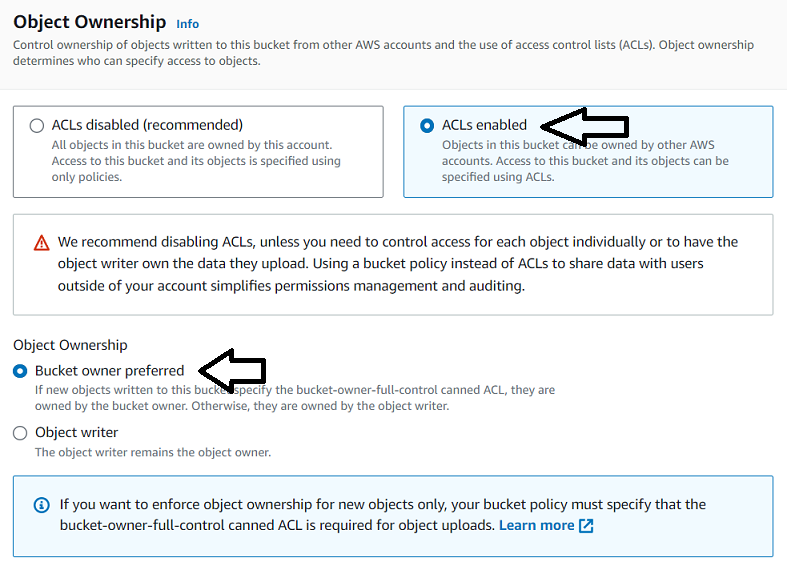 Object Ownership Info
Control ownership of objects written to this bucket from other AWS accounts and the use of access control lists (ACLs). Object ownership
determines who can specify access to objects.
ACLs disabled (recommended)
All objects in this bucket are owned by this account.
Access to this bucket and its objects is specified using
only policies.
ACLs enabled
Objects in this bucket can be owned by other AWS
accounts. Access to this bucket and its objects can be
specified using ACLs.
We recommend disabling ACLs, unless you need to control access for each object individually or to have the
object writer own the data they upload. Using a bucket policy instead of ACLs to share data with users
outside of your account simplifies permissions management and auditing.
Object Ownership
Bucket owner preferred
If new objects written to this bucket specify the bucket-owner-full-control canned ACL, they are
owned by the bucket owner. Otherwise, they are owned by the object writer.
Object writer
The object writer remains the object owner.
If you want to enforce object ownership for new objects only, your bucket policy must specify that the
bucket-owner-full-control canned ACL is required for object uploads. Learn more